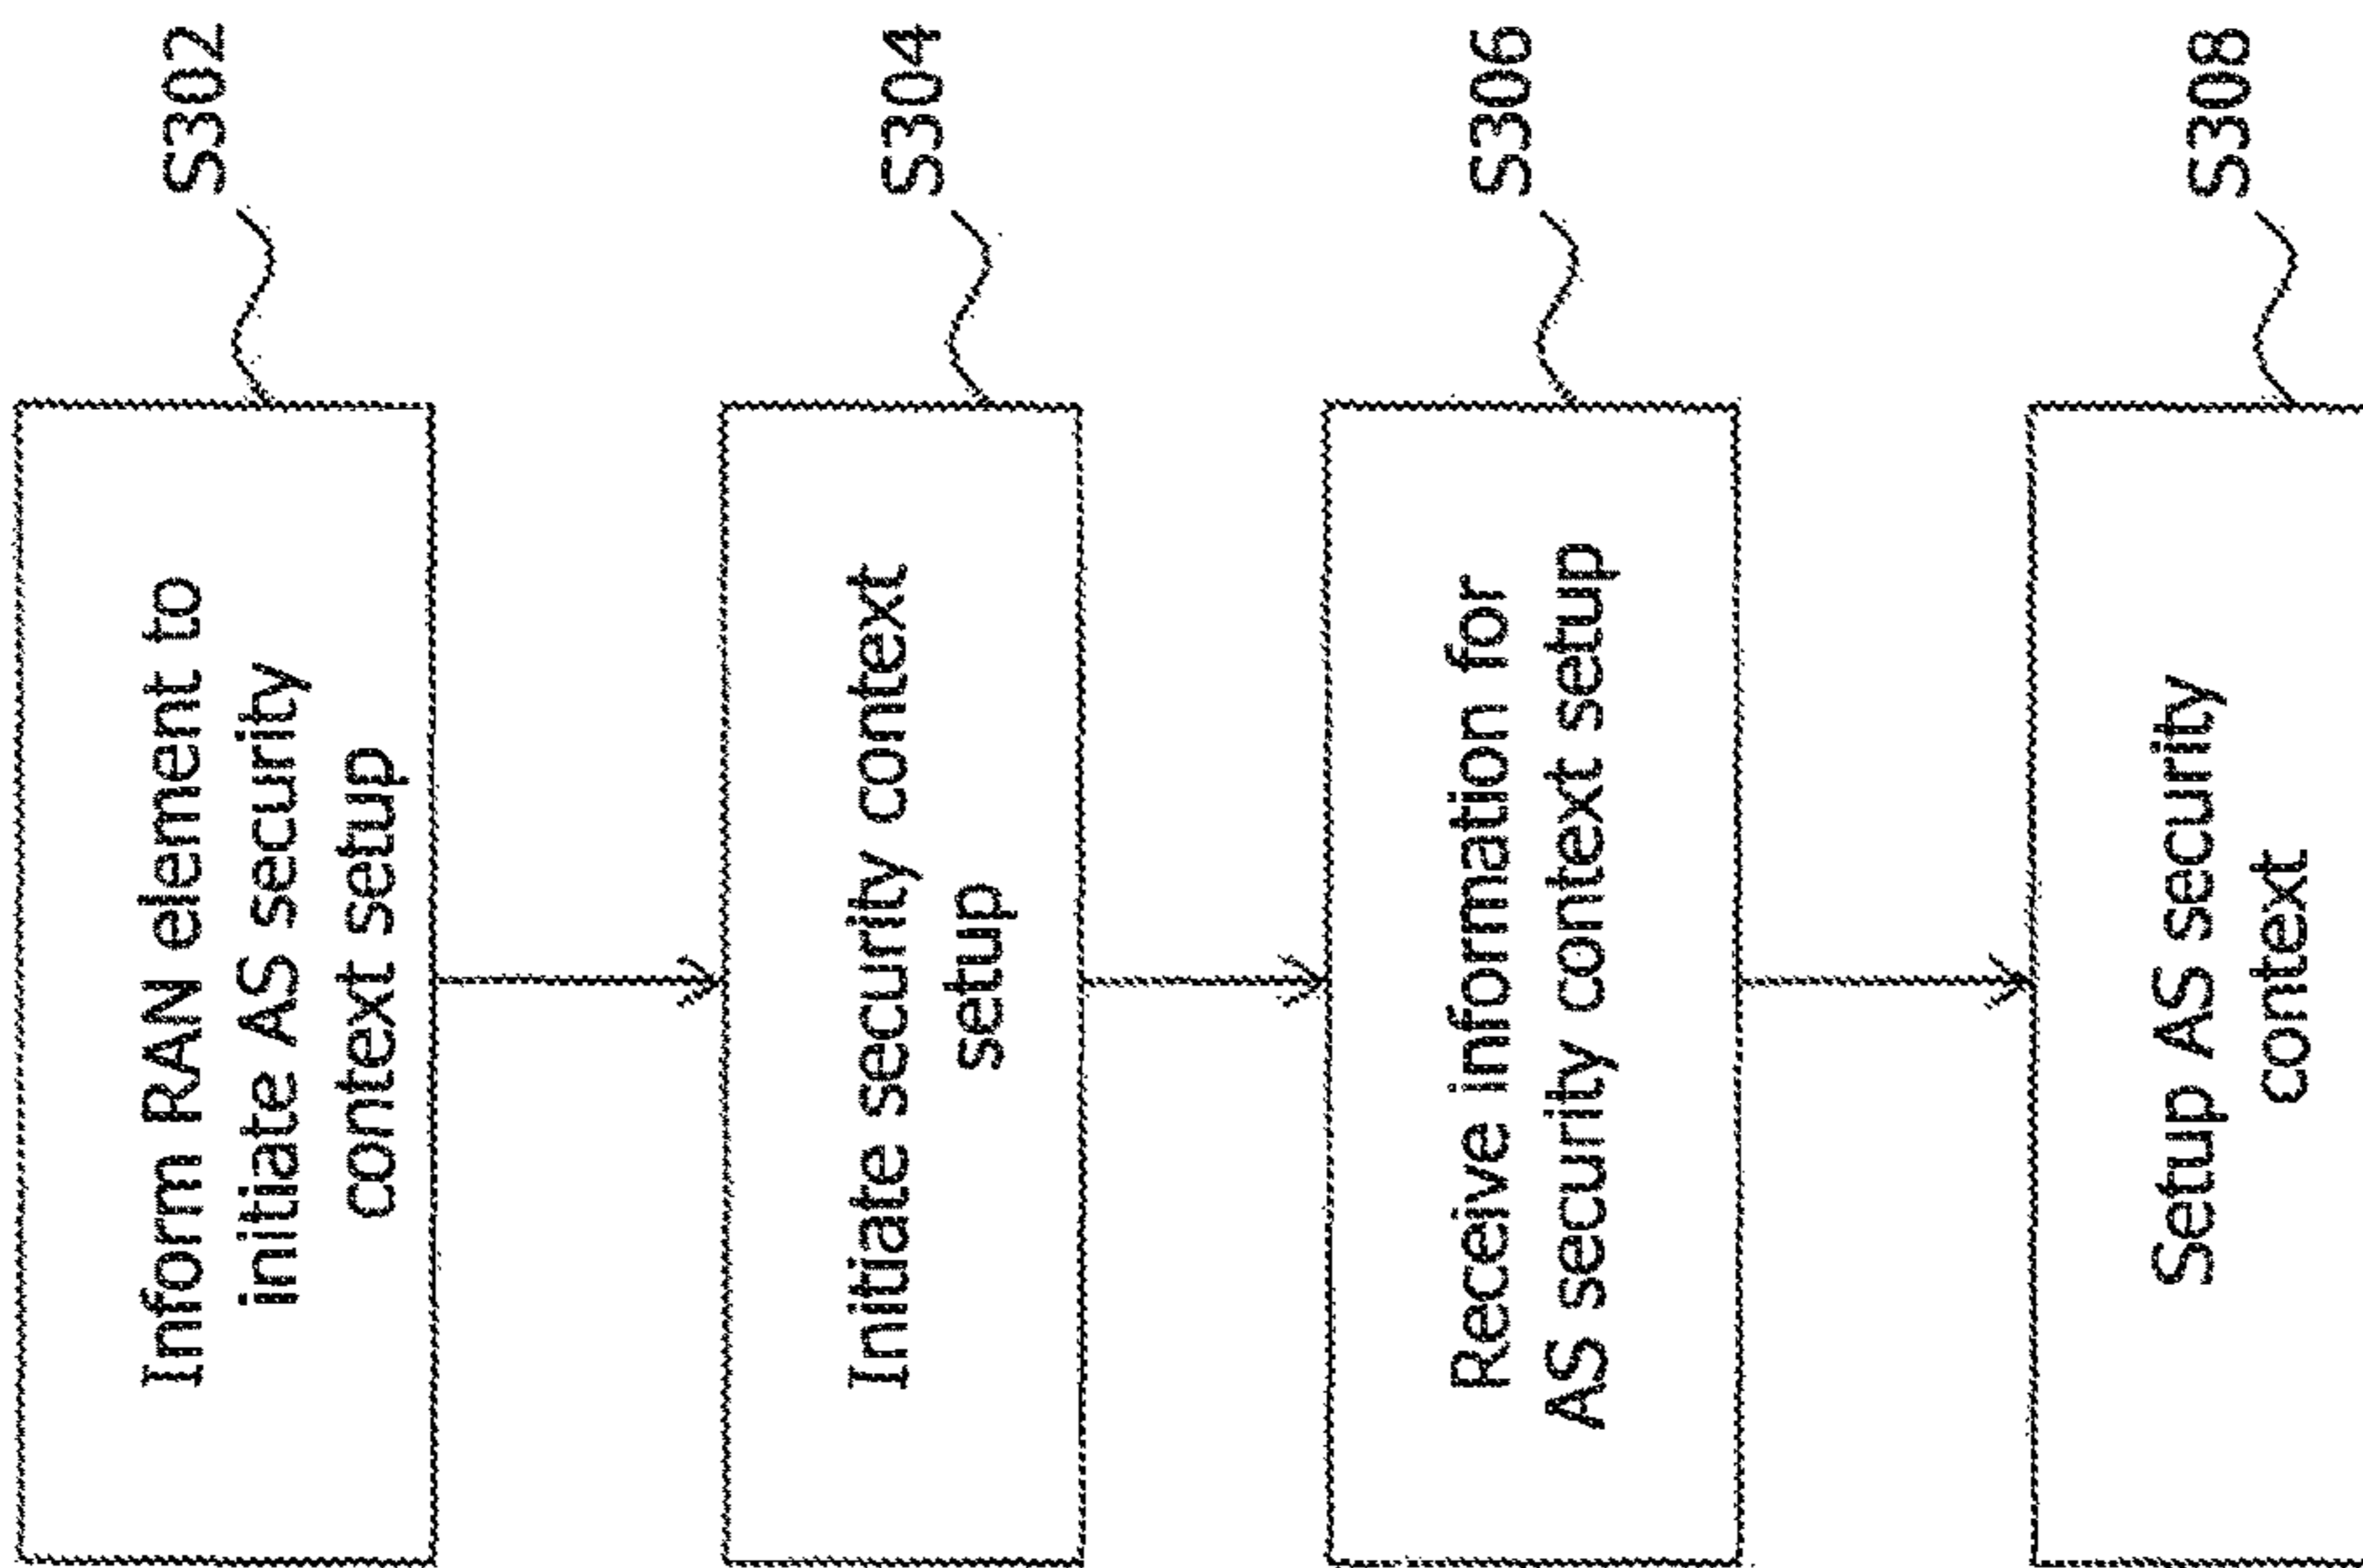 Inform RAN element to
initiate AS security
context setup
S302
Initiate security context
setup
S304
Receive information for
AS security context setup
S306
Setup AS security
context
S308